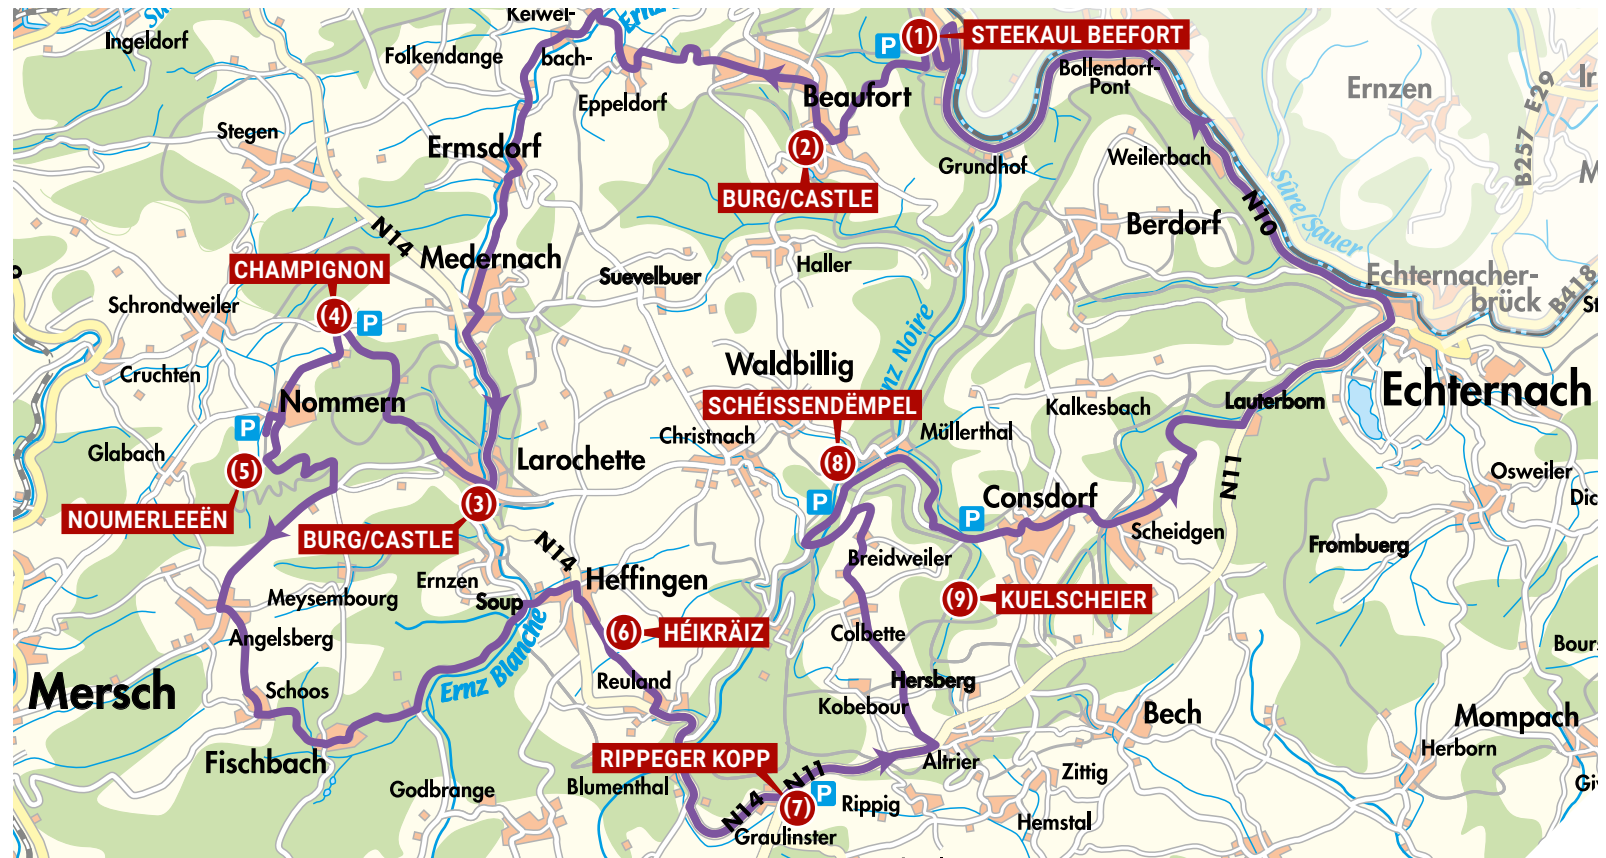 Ingeldorf
Keiwel-
bach-
Folkendange
Stegen
Eppeldorf
Ermsdorf
P
(1)
STEEKAUL BEEFORT
Beaufort
(2)
BURG/CASTLE
Bollendorf-
Pont
Grundhof
Weilerbach
Ernzen
B257
E29
N10
Sûre/Sauer
Berdorf
Echternacher-
brück
B418
N14
Medernach
CHAMPIGNON
Schrondweiler
(4)
P
Suevelbuer
Haller
Cruchten
Nommern
Waldbillig
SCHÉISSENDËMPEL
Kalkesbach
Lauterborn
Echternach
Glabach
P
(5)
NOUMERLEEËN
Larochette
(3)
BURG/CASTLE
Christnach
(8)
P
Müllerthal
Consdorf
P
N11
Scheidgen
Osweiler
Frombuerg
N14
Ernzen
Soup
Heffingen
Meysembourg
Angelsberg
Ernz Blanche
(6)
HÉIKRÄIZ
Breidweiler
(9)
KUELSCHEIER
Colbette
Hersberg
Mersch
Schoos
Fischbach
Reuland
Kobebour
Bech
Mompach
Herborn
RIPPEGER KOPP
Blumenthal
Godbrange
N14
N11
(7)
P
Rippig
Graulinster
Altrier
Zittig
Hemstal